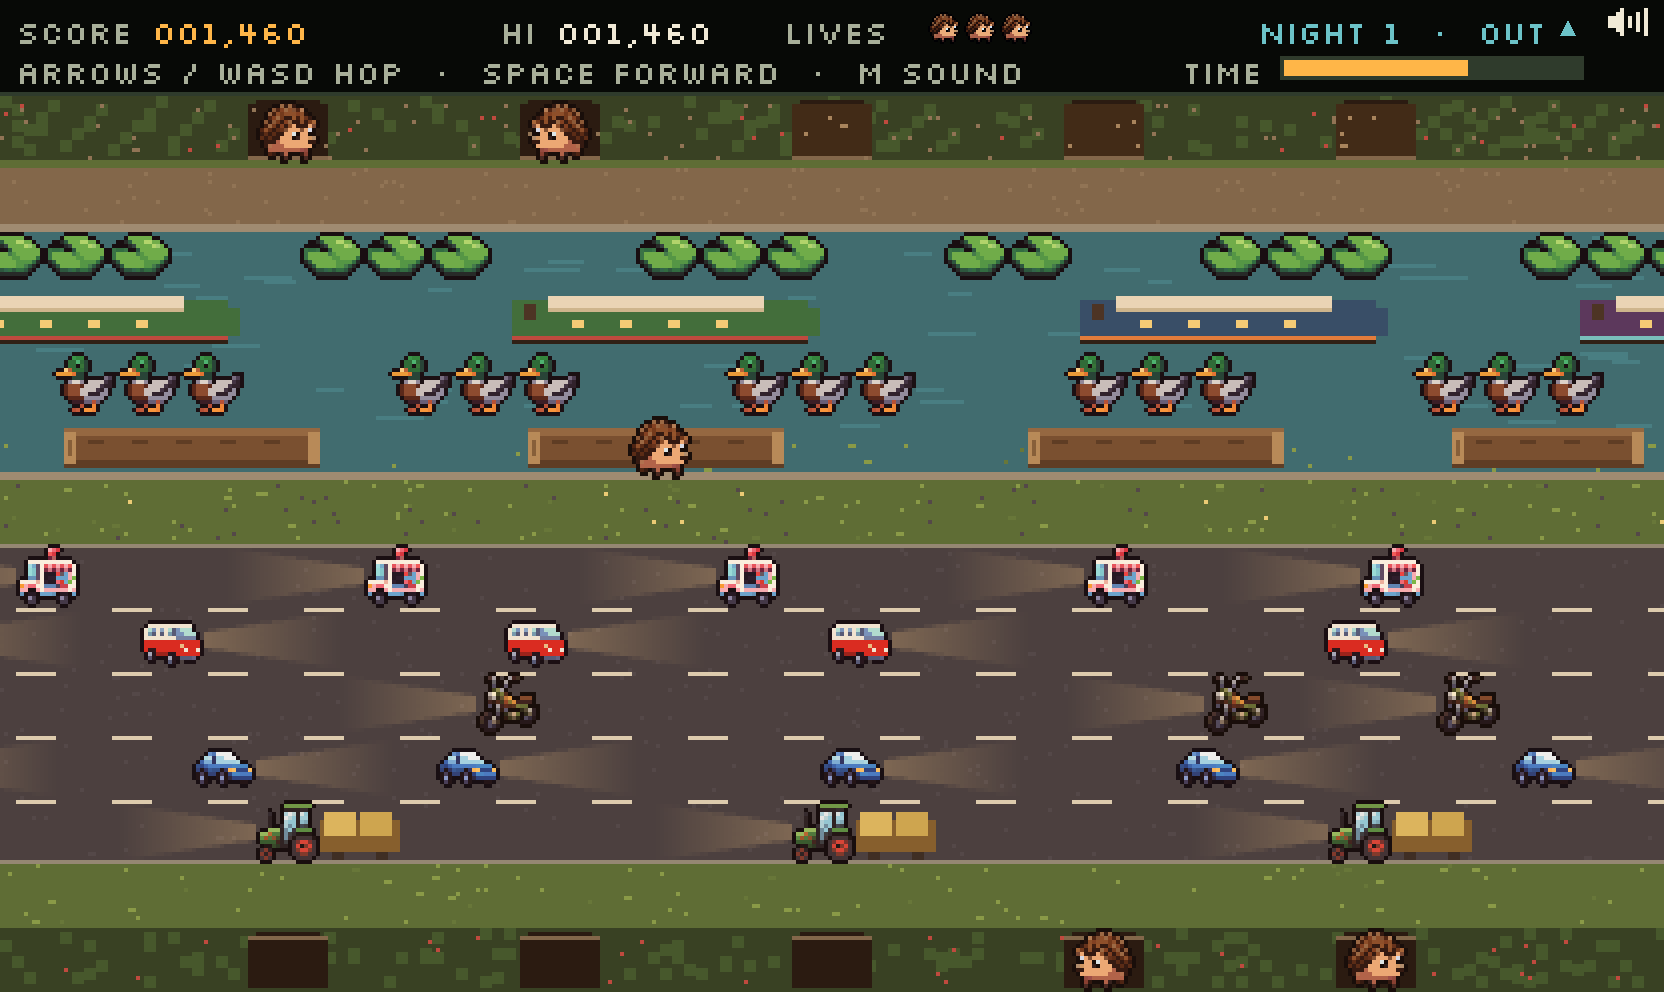 SCORE 001,460 HI 001,460 LIVES NIGHT 1 · OUT ▲
ARROWS / WASD HOP · SPACE FORWARD · M SOUND TIME